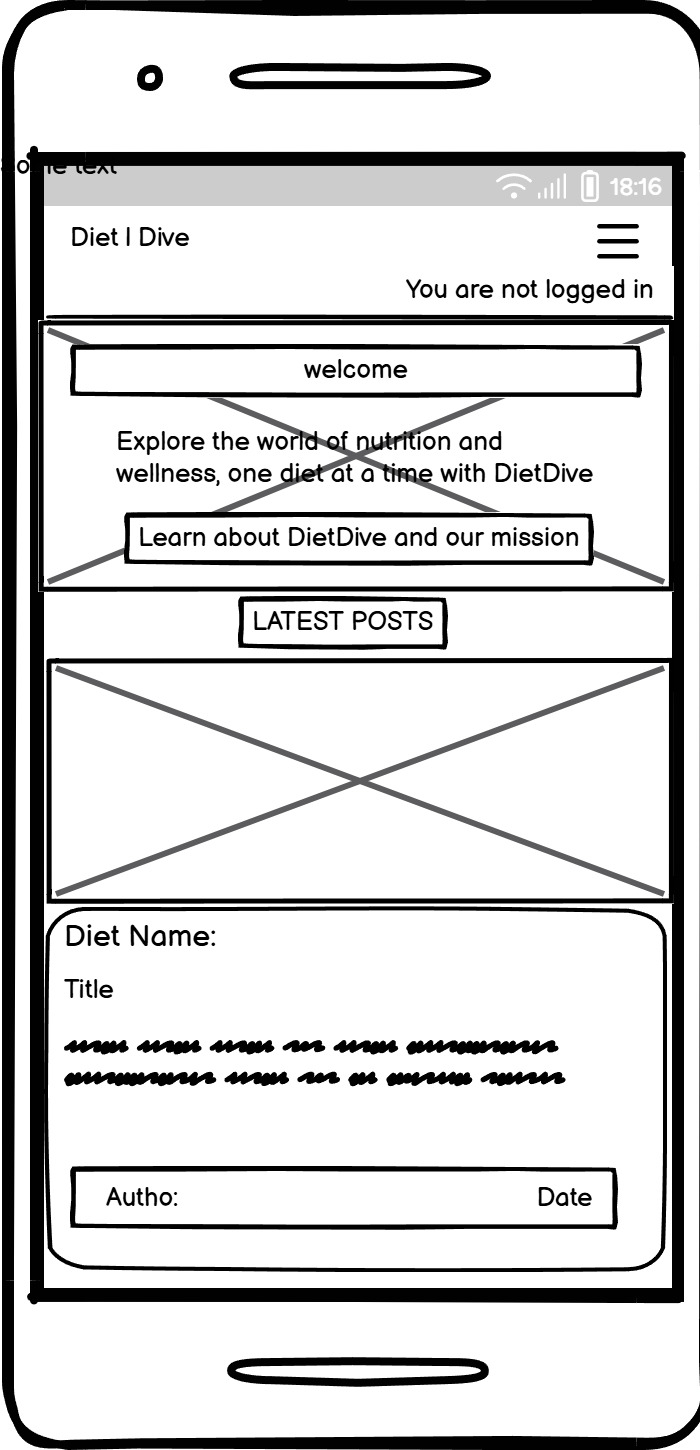 Some text
18:16
Diet I Dive
You are not logged in
welcome
Explore the world of nutrition and
wellness, one diet at a time with DietDive
Learn about DietDive and our mission
LATEST POSTS
Diet Name:
Title
Autho:
Date